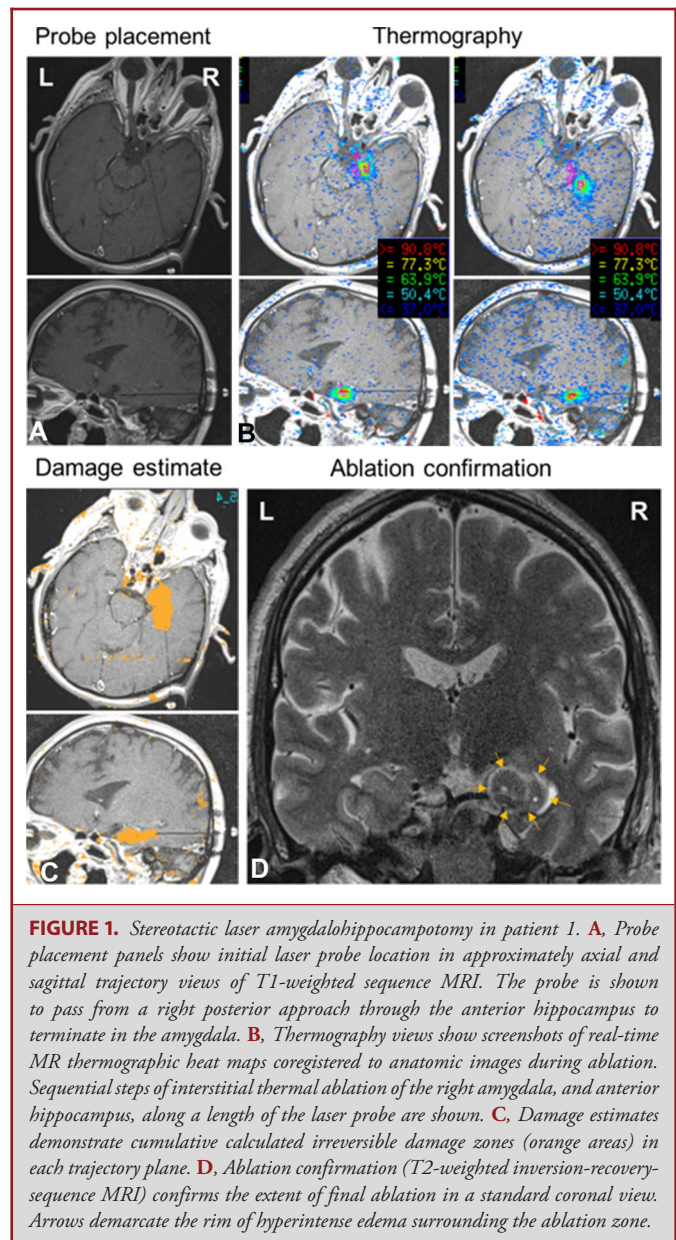 Probe placement
Thermography
L
R
>= 90.8°C
= 77.3°C
= 63.9°C
= 50.4°C
<= 37.0°C
>= 90.8°C
= 77.3°C
= 63.9°C
= 50.4°C
<= 37.0°C
A
B
Damage estimate
Ablation confirmation
L
R
C
D
FIGURE 1. Stereotactic laser amygdalohippocampotomy in patient 1. A, Probe
placement panels show initial laser probe location in approximately axial and
sagittal trajectory views of T1-weighted sequence MRI. The probe is shown
to pass from a right posterior approach through the anterior hippocampus to
terminate in the amygdala. B, Thermography views show screenshots of real-time
MR thermographic heat maps coregistered to anatomic images during ablation.
Sequential steps of interstitial thermal ablation of the right amygdala, and anterior
hippocampus, along a length of the laser probe are shown. C, Damage estimates
demonstrate cumulative calculated irreversible damage zones (orange areas) in
each trajectory plane. D, Ablation confirmation (T2-weighted inversion-recovery-
sequence MRI) confirms the extent of final ablation in a standard coronal view.
Arrows demarcate the rim of hyperintense edema surrounding the ablation zone.